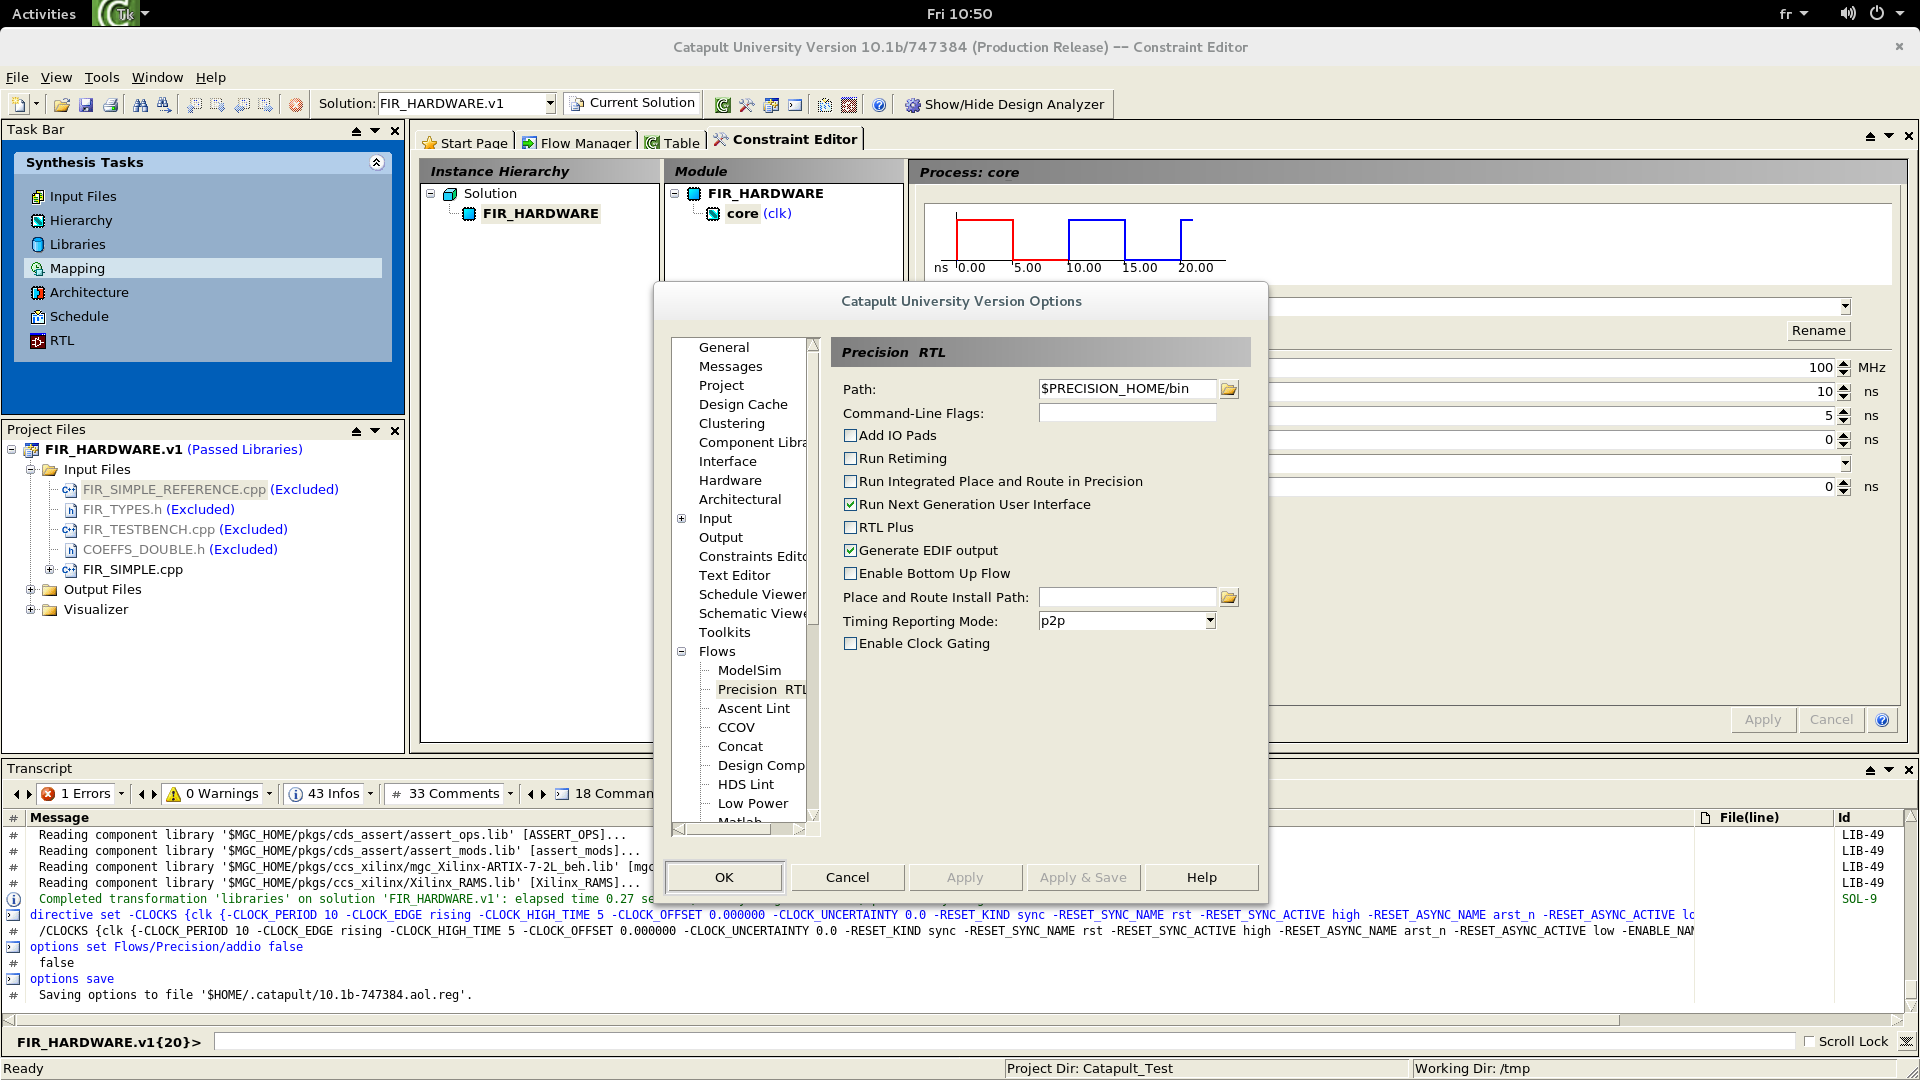 Activities Tk Fri 10:50 fr
Catapult University Version 10.1b/747384 (Production Release) -- Constraint Editor
File View Tools Window Help
Solution: FIR_HARDWARE.v1 Current Solution Show/Hide Design Analyzer
Task Bar
Synthesis Tasks
Input Files
Hierarchy
Libraries
Mapping
Architecture
Schedule
RTL
Project Files
FIR_HARDWARE.v1 (Passed Libraries)
Input Files
FIR_SIMPLE_REFERENCE.cpp (Excluded)
FIR_TYPES.h (Excluded)
FIR_TESTBENCH.cpp (Excluded)
COEFFS_DOUBLE.h (Excluded)
FIR_SIMPLE.cpp
Output Files
Visualizer
Start Page Flow Manager Table Constraint Editor
Instance Hierarchy
Solution
FIR_HARDWARE
Module
FIR_HARDWARE
core (clk)
Process: core
ns 0.00 5.00 10.00 15.00 20.00
Rename
100 MHz
10 ns
5 ns
0 ns
0 ns
Apply Cancel
Catapult University Version Options
General
Messages
Project
Design Cache
Clustering
Component Libra
Interface
Hardware
Architectural
Input
Output
Constraints Edito
Text Editor
Schedule Viewer
Schematic Viewe
Toolkits
Flows
ModelSim
Precision RTL
Ascent Lint
CCOV
Concat
Design Comp
HDS Lint
Low Power
Matlab
Precision RTL
Path: $PRECISION_HOME/bin
Command-Line Flags:
Add IO Pads
Run Retiming
Run Integrated Place and Route in Precision
Run Next Generation User Interface
RTL Plus
Generate EDIF output
Enable Bottom Up Flow
Place and Route Install Path:
Timing Reporting Mode: p2p
Enable Clock Gating
OK Cancel Apply Apply & Save Help
Transcript
1 Errors 0 Warnings 43 Infos # 33 Comments 18 Comman
# Message File(line) Id
# Reading component library '$MGC_HOME/pkgs/cds_assert/assert_ops.lib' [ASSERT_OPS]... LIB-49
# Reading component library '$MGC_HOME/pkgs/cds_assert/assert_mods.lib' [assert_mods]... LIB-49
# Reading component library '$MGC_HOME/pkgs/ccs_xilinx/mgc_Xilinx-ARTIX-7-2L_beh.lib' [mgc LIB-49
# Reading component library '$MGC_HOME/pkgs/ccs_xilinx/Xilinx_RAMS.lib' [Xilinx_RAMS]... LIB-49
Completed transformation 'libraries' on solution 'FIR_HARDWARE.v1': elapsed time 0.27 se SOL-9
directive set -CLOCKS {clk {-CLOCK_PERIOD 10 -CLOCK_EDGE rising -CLOCK_HIGH_TIME 5 -CLOCK_OFFSET 0.000000 -CLOCK_UNCERTAINTY 0.0 -RESET_KIND sync -RESET_SYNC_NAME rst -RESET_SYNC_ACTIVE high -RESET_ASYNC_NAME arst_n -RESET_ASYNC_ACTIVE lo
# /CLOCKS {clk {-CLOCK_PERIOD 10 -CLOCK_EDGE rising -CLOCK_HIGH_TIME 5 -CLOCK_OFFSET 0.000000 -CLOCK_UNCERTAINTY 0.0 -RESET_KIND sync -RESET_SYNC_NAME rst -RESET_SYNC_ACTIVE high -RESET_ASYNC_NAME arst_n -RESET_ASYNC_ACTIVE low -ENABLE_NAM
options set Flows/Precision/addio false
# false
options save
# Saving options to file '$HOME/.catapult/10.1b-747384.aol.reg'.
FIR_HARDWARE.v1{20}> Scroll Lock
Ready Project Dir: Catapult_Test Working Dir: /tmp